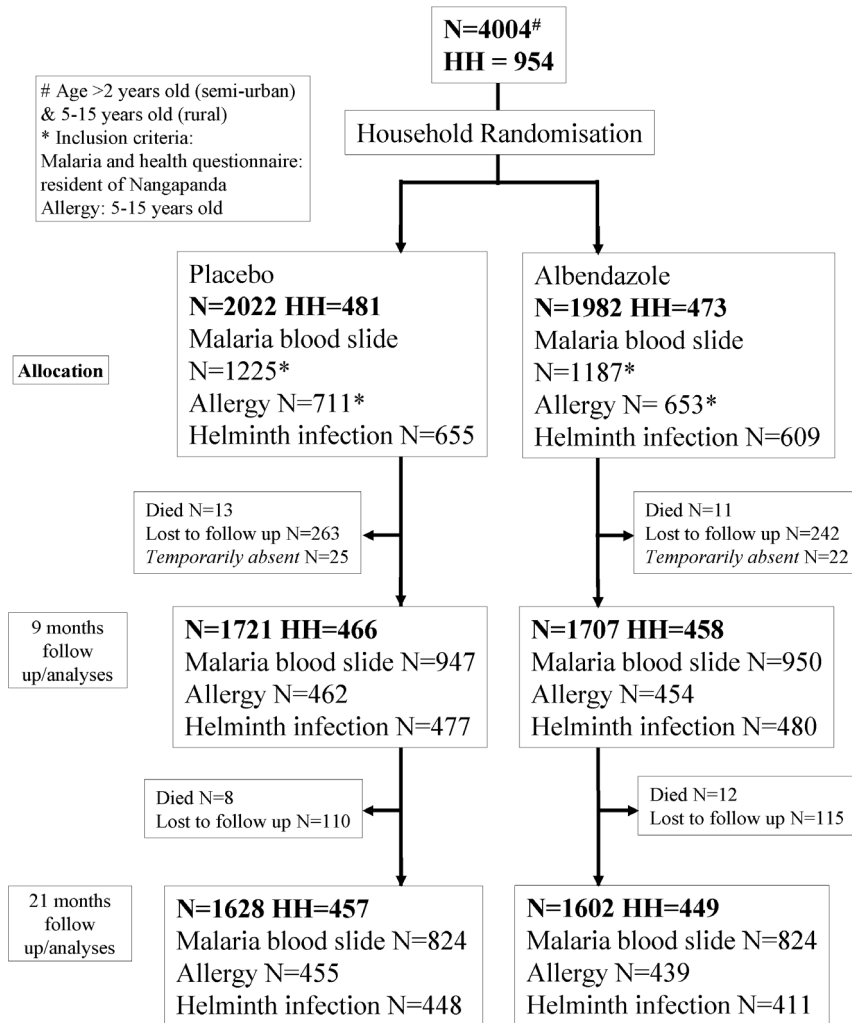 N=4004#
HH = 954
# Age >2 years old (semi-urban)
& 5-15 years old (rural)
* Inclusion criteria:
Malaria and health questionnaire:
resident of Nangapanda
Allergy: 5-15 years old
Household Randomisation
Allocation
Placebo
N=2022 HH=481
Malaria blood slide
N=1225*
Allergy N=711*
Helminth infection N=655
Albendazole
N=1982 HH=473
Malaria blood slide
N=1187*
Allergy N= 653*
Helminth infection N=609
Died N=13
Lost to follow up N=263
Temporarily absent N=25
Died N=11
Lost to follow up N=242
Temporarily absent N=22
9 months
follow
up/analyses
N=1721 HH=466
Malaria blood slide N=947
Allergy N=462
Helminth infection N=477
N=1707 HH=458
Malaria blood slide N=950
Allergy N=454
Helminth infection N=480
Died N=8
Lost to follow up N=110
Died N=12
Lost to follow up N=115
21 months
follow
up/analyses
N=1628 HH=457
Malaria blood slide N=824
Allergy N=455
Helminth infection N=448
N=1602 HH=449
Malaria blood slide N=824
Allergy N=439
Helminth infection N=411